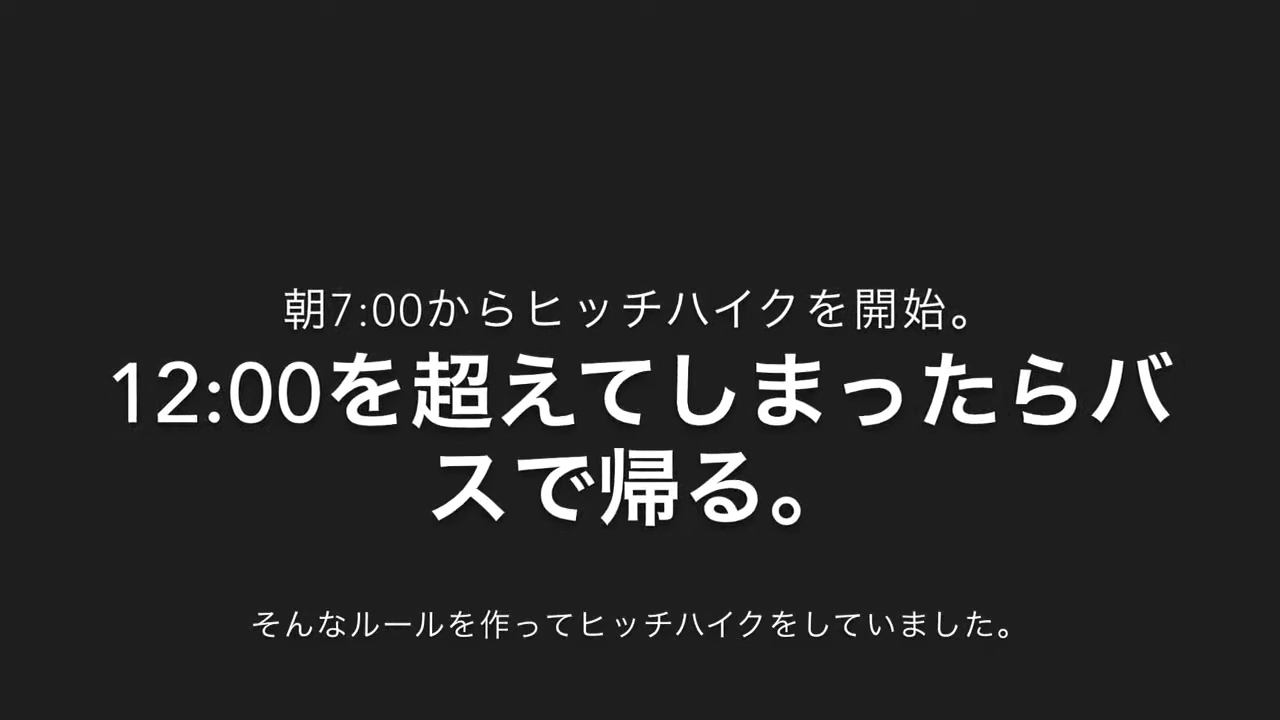 朝7:00からヒッチハイクを開始。
12:00を超えてしまったらバ
スで帰る。
そんなルールを作ってヒッチハイクをしていました。